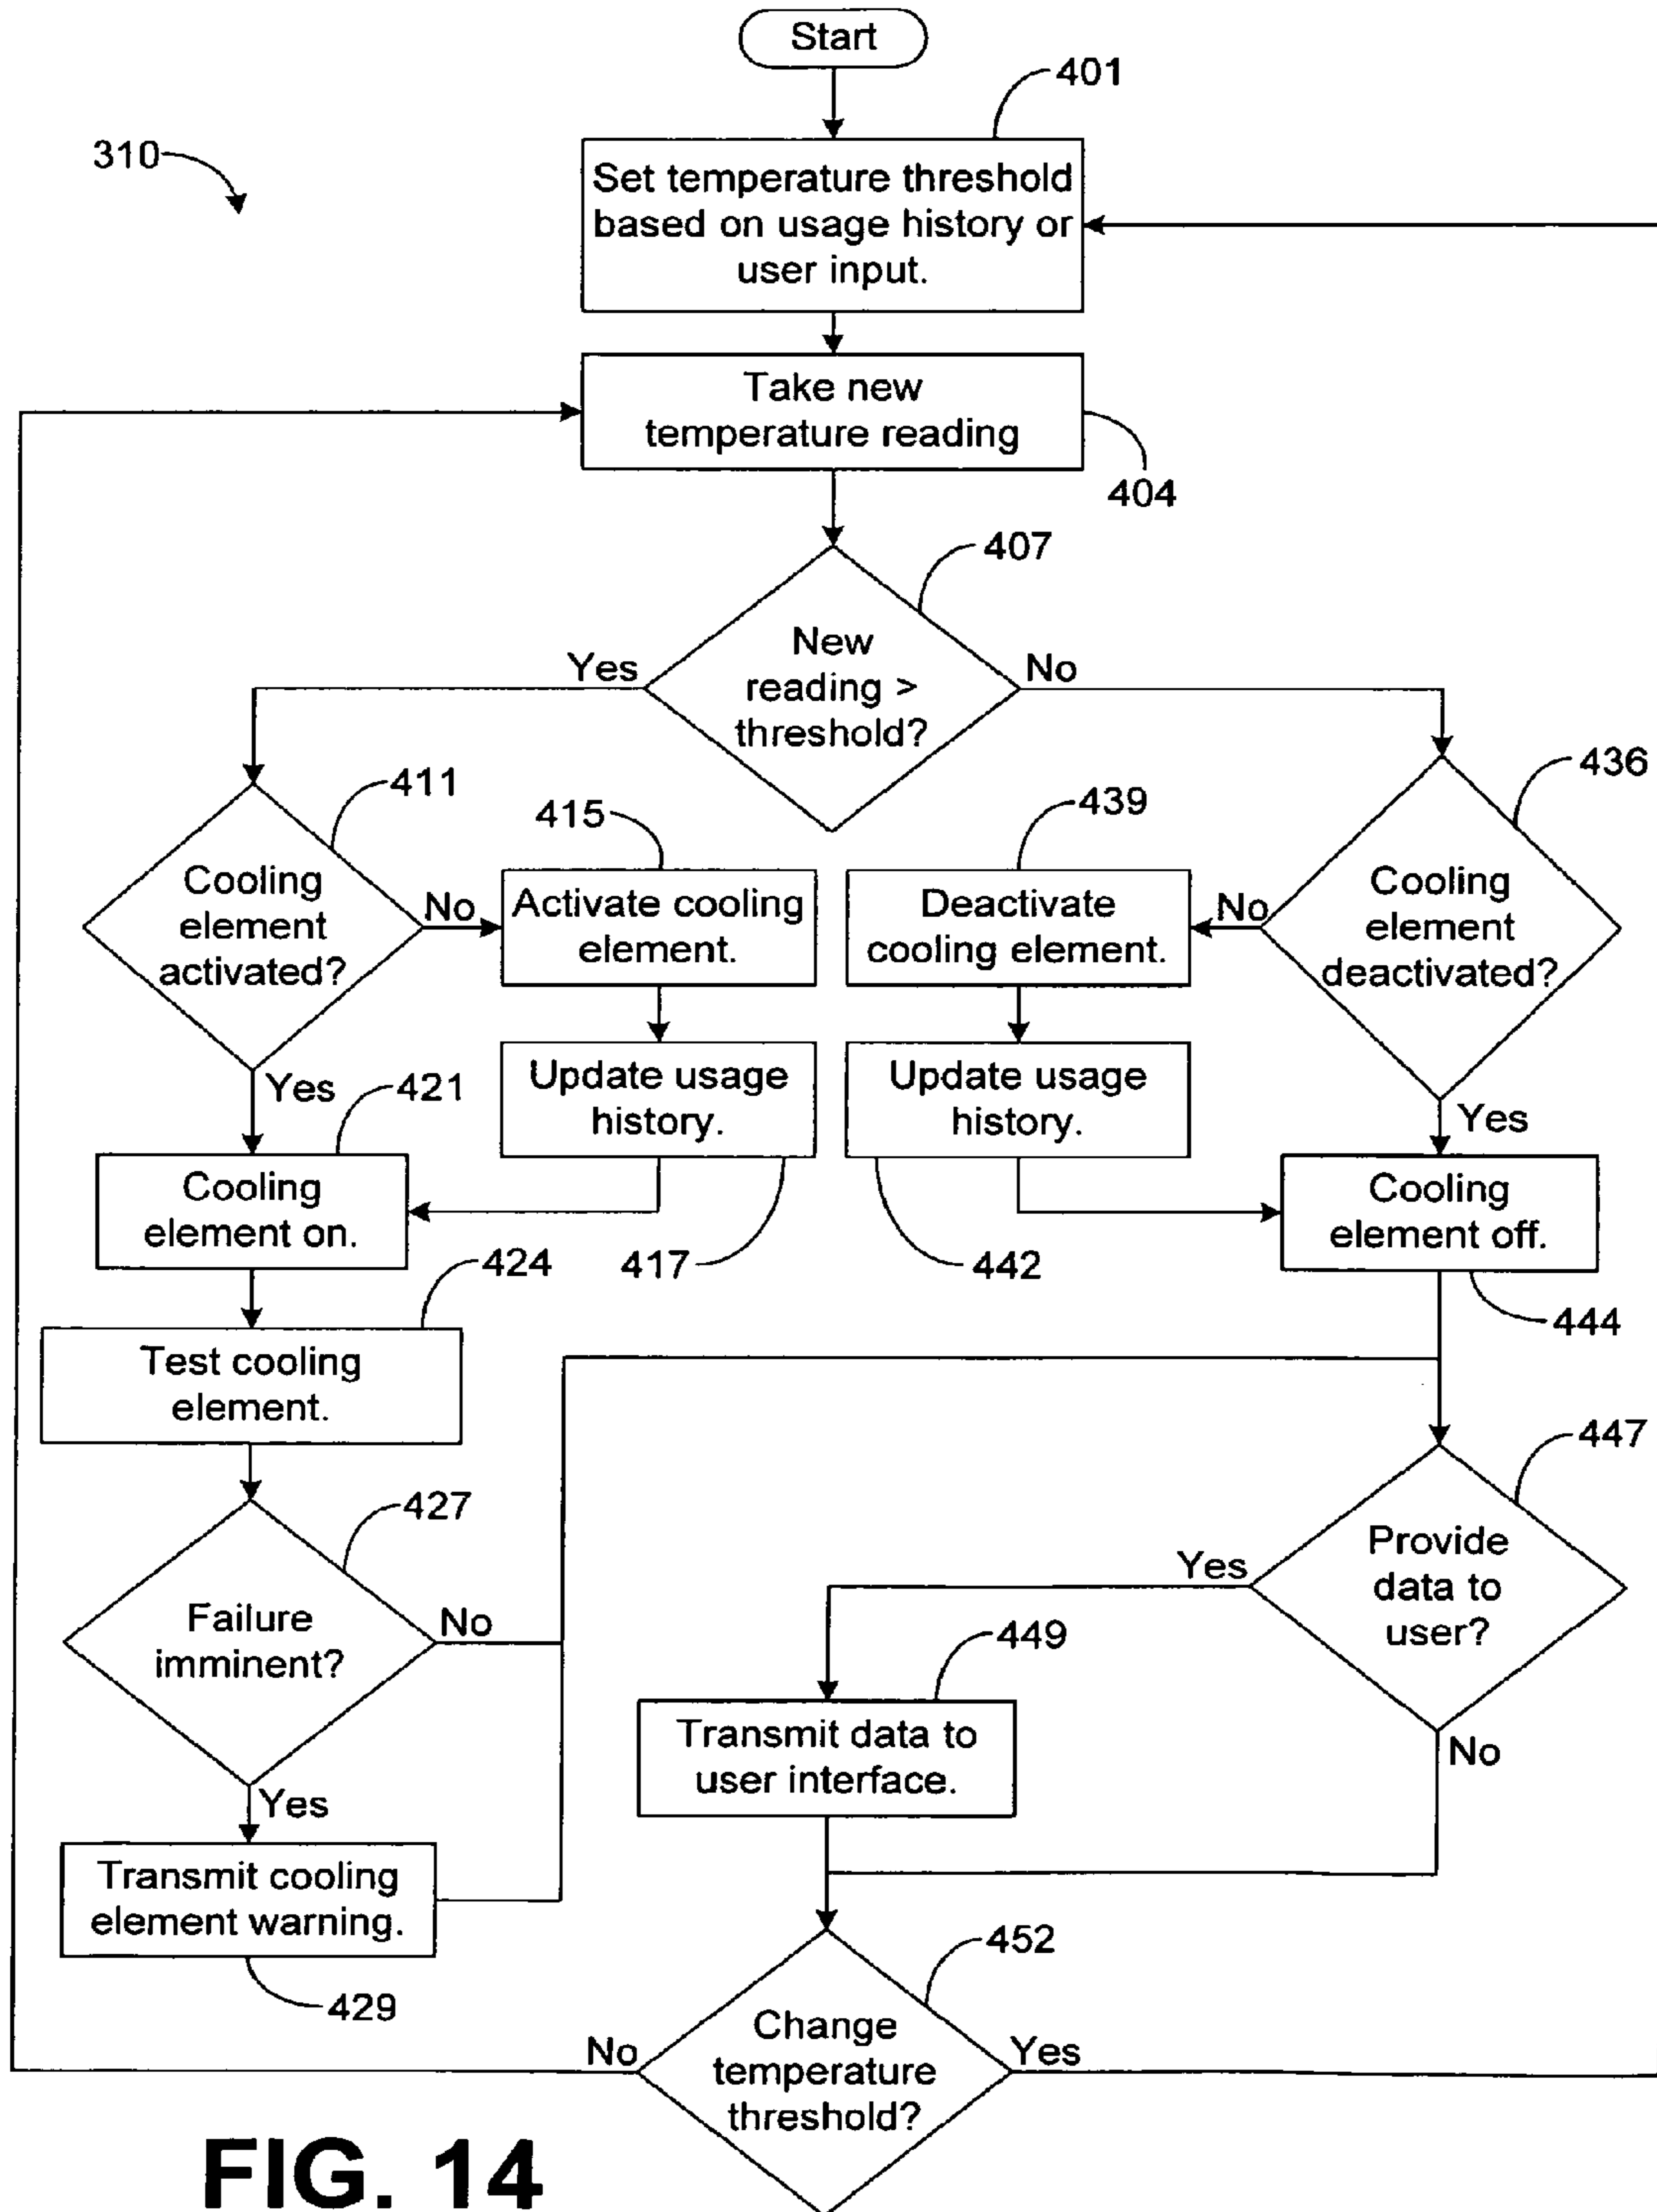 Start
401
310
Set temperature threshold
based on usage history or
user input.
Take new
temperature reading
404
407
New
reading >
threshold?
Yes
No
411
436
415
439
Cooling
element
activated?
No
Activate cooling
element.
Deactivate
cooling element.
No
Cooling
element
deactivated?
Yes
421
Update usage
history.
Update usage
history.
Yes
Cooling
element on.
417
442
Cooling
element off.
444
424
Test cooling
element.
427
447
Failure
imminent?
No
Provide
data to
user?
Yes
449
Transmit data to
user interface.
No
Yes
Transmit cooling
element warning.
429
452
Change
temperature
threshold?
No
Yes
FIG. 14